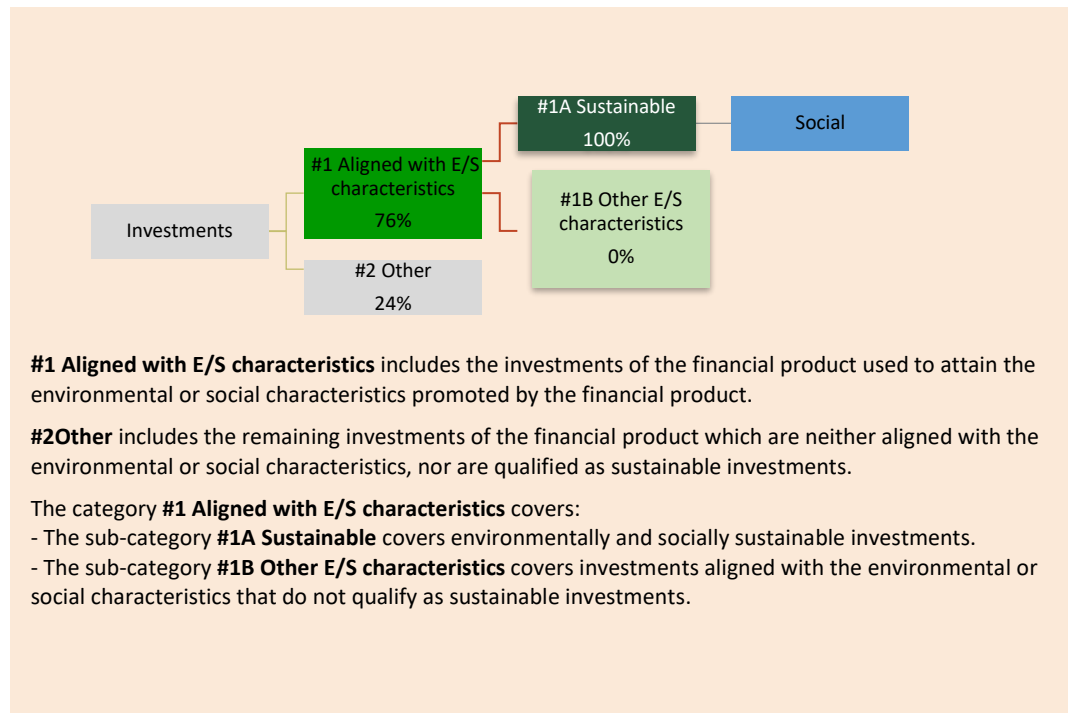 #1A Sustainable
100%
Social
#1 Aligned with E/S
characteristics
76%
#1B Other E/S
characteristics
0%
Investments
#2 Other
24%
#1 Aligned with E/S characteristics includes the investments of the financial product used to attain the
environmental or social characteristics promoted by the financial product.
#2Other includes the remaining investments of the financial product which are neither aligned with the
environmental or social characteristics, nor are qualified as sustainable investments.
The category #1 Aligned with E/S characteristics covers:
- The sub-category #1A Sustainable covers environmentally and socially sustainable investments.
- The sub-category #1B Other E/S characteristics covers investments aligned with the environmental or
social characteristics that do not qualify as sustainable investments.